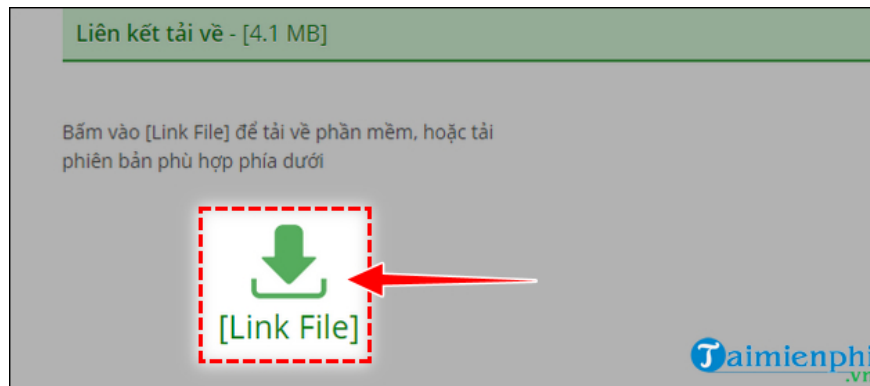 Liên kết tải về - [4.1 MB]
Bấm vào [Link File] để tải về phần mềm, hoặc tải
phiên bản phù hợp phía dưới
[Link File]
Taimienphi
.vn